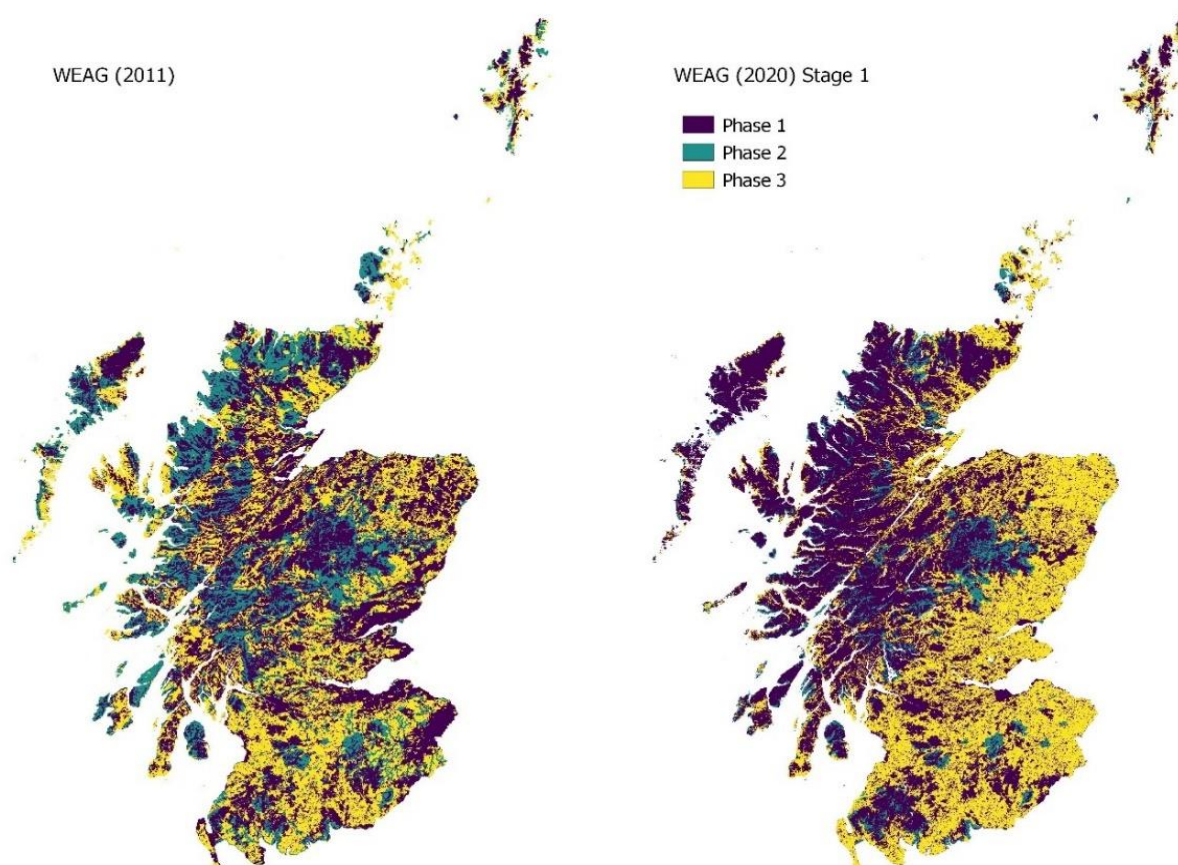 WEAG (2011)
WEAG (2020) Stage 1
Phase 1
Phase 2
Phase 3